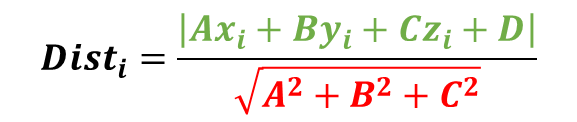 Dist_i = |Ax_i + By_i + Cz_i + D| / √(A² + B² + C²)